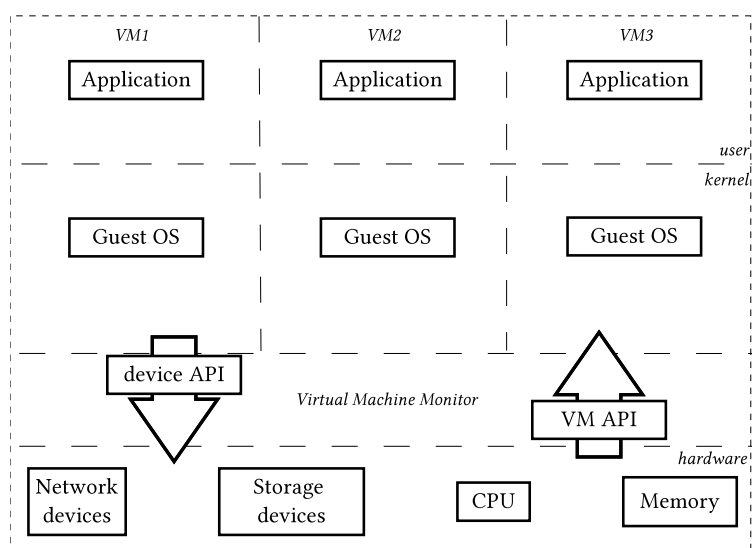 VM1
VM2
VM3
Application
Application
Application
user
kernel
Guest OS
Guest OS
Guest OS
device API
Virtual Machine Monitor
VM API
hardware
Network
devices
Storage
devices
CPU
Memory